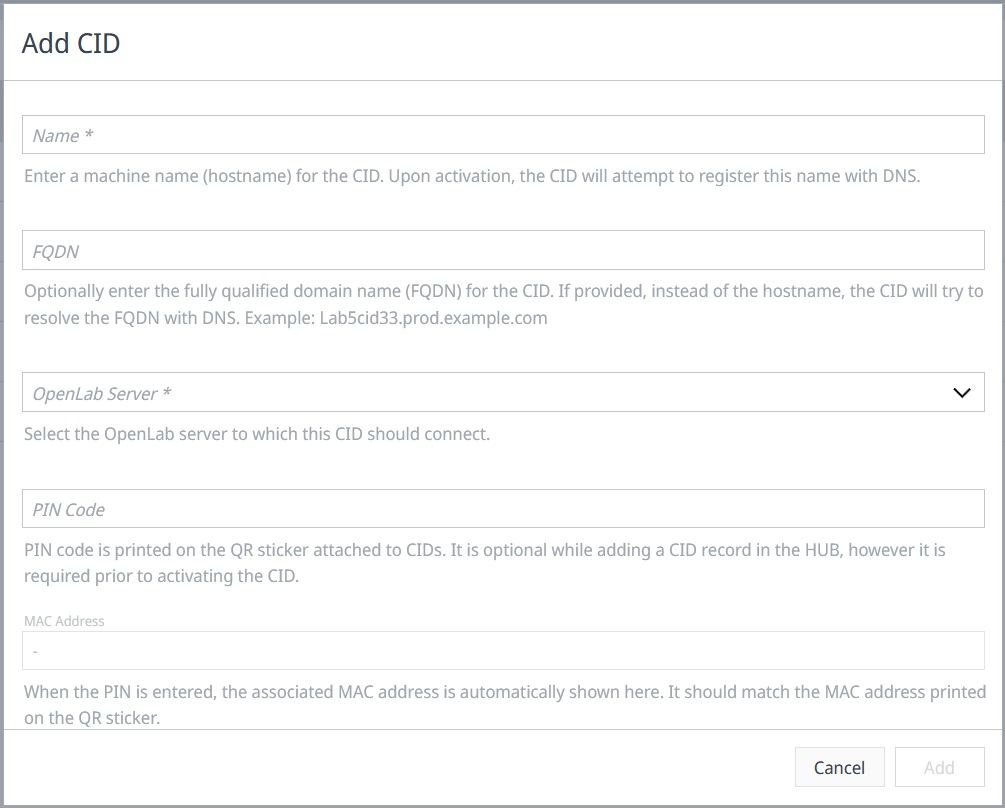 Add CID
Name *
Enter a machine name (hostname) for the CID. Upon activation, the CID will attempt to register this name with DNS.
FQDN
Optionally enter the fully qualified domain name (FQDN) for the CID. If provided, instead of the hostname, the CID will try to
resolve the FQDN with DNS. Example: Lab5cid33.prod.example.com
OpenLab Server *
Select the OpenLab server to which this CID should connect.
PIN Code
PIN code is printed on the QR sticker attached to CIDs. It is optional while adding a CID record in the HUB, however it is
required prior to activating the CID.
MAC Address
-
When the PIN is entered, the associated MAC address is automatically shown here. It should match the MAC address printed
on the QR sticker.
Cancel Add